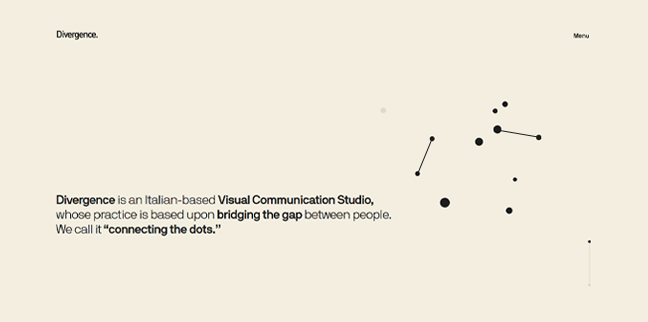 Divergence.
Menu
Divergence is an Italian-based Visual Communication Studio,
whose practice is based upon bridging the gap between people.
We call it “connecting the dots.”